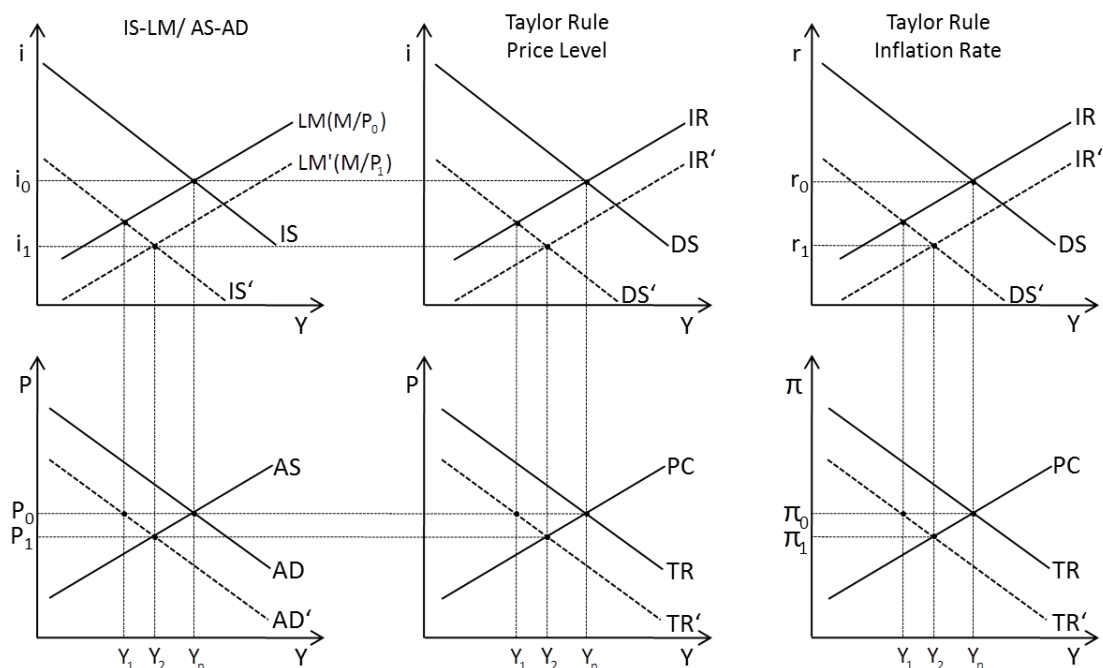 IS-LM/ AS-AD
Taylor Rule
Price Level
Taylor Rule
Inflation Rate
i
LM(M/P₀)
LM'(M/P₁)
i₀
i₁
IS
IS‘
Y
i
IR
IR‘
DS
DS‘
Y
r
IR
IR‘
r₀
r₁
DS
DS‘
Y
P
AS
P₀
P₁
AD
AD‘
Y₁ Y₂ Yₙ Y
P
PC
TR
TR‘
Y₁ Y₂ Yₙ Y
π
PC
π₀
π₁
TR
TR‘
Y₁ Y₂ Yₙ Y